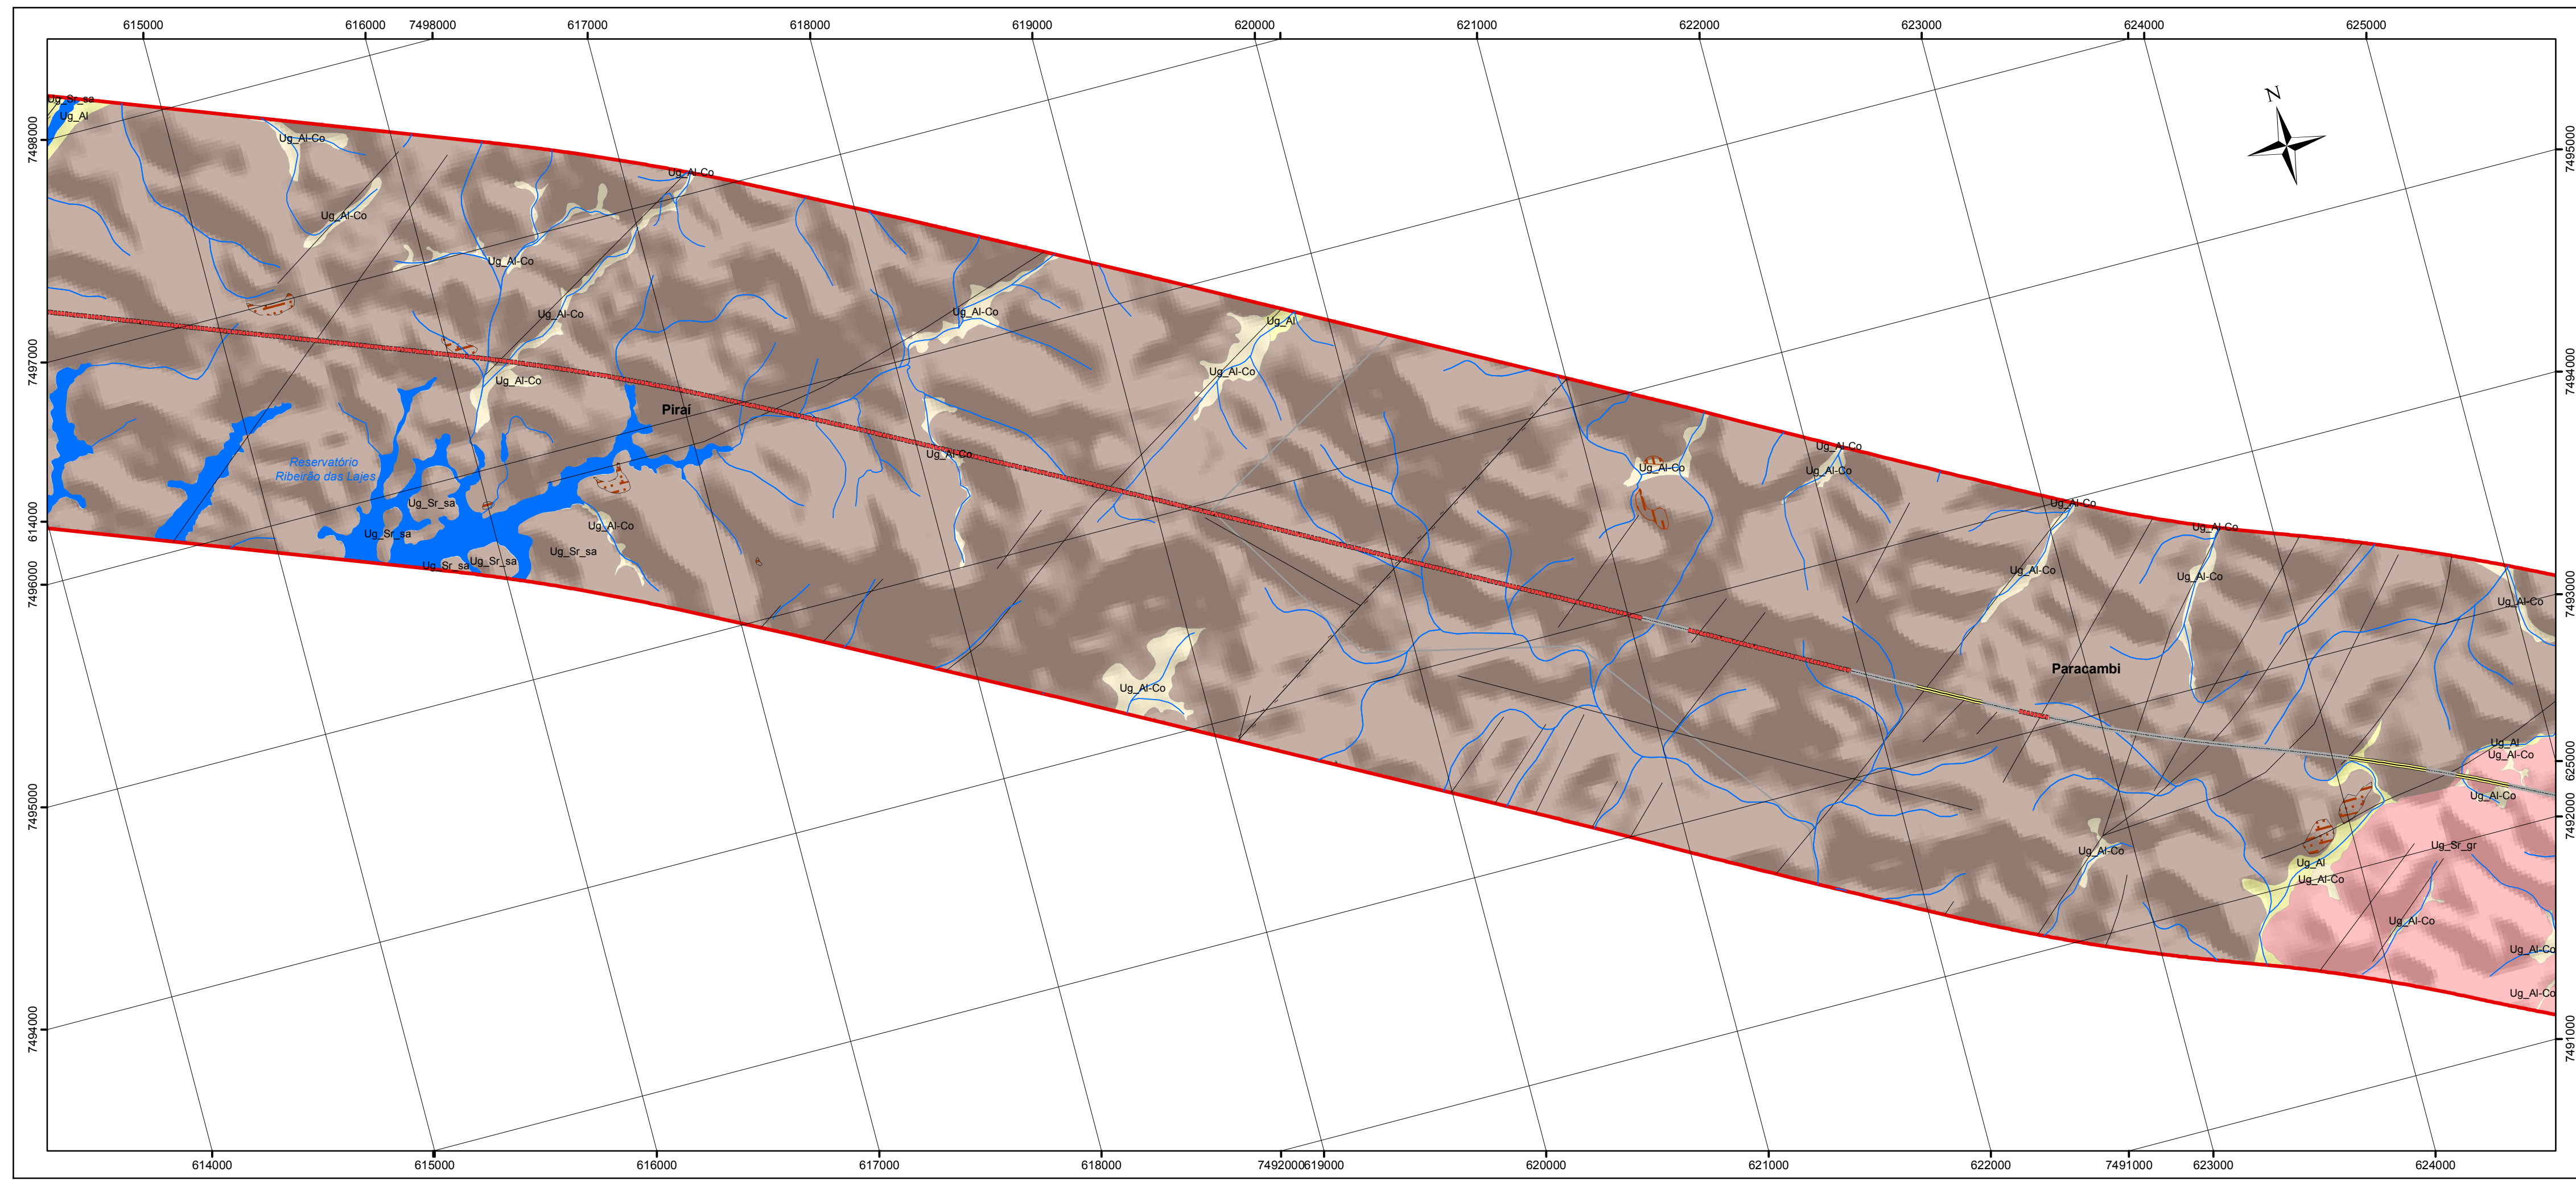 615000
616000
7498000
617000
618000
619000
620000
621000
622000
623000
624000
625000
N
Ug_Sr_sa
Ug_Al
Ug_Al-Co
7498000
7495000
Ug_Al-Co
Ug_Al-Co
Ug_Al-Co
Ug_Al-Co
Ug_Al-Co
Ug_Al
7497000
Ug_Al-Co
7494000
Ug_Al-Co
Piraí
Ug_Al-Co
Ug_Al-Co
Reservatório
Ribeirão das Lajes
Ug_Al-Co
Ug_Al-Co
Ug_Sr_sa
Ug_Al-Co
614000
Ug_Al-Co
Ug_Al-Co
Ug_Sr_sa
Ug_Sr_sa
Ug_Sr_sa
Ug_Sr_sa
Ug_Al-Co
Ug_Al-Co
7496000
7493000
Ug_Al-Co
Paracambi
Ug_Al-Co
Ug_Al
Ug_Al-Co
625000
Ug_Al-Co
7495000
7492000
Ug_Sr_gr
Ug_Al-Co
Ug_Al
Ug_Al-Co
Ug_Al-Co
Ug_Al-Co
Ug_Al-Co
7494000
7491000
614000
615000
616000
617000
618000
7492000
619000
620000
621000
622000
7491000
623000
624000